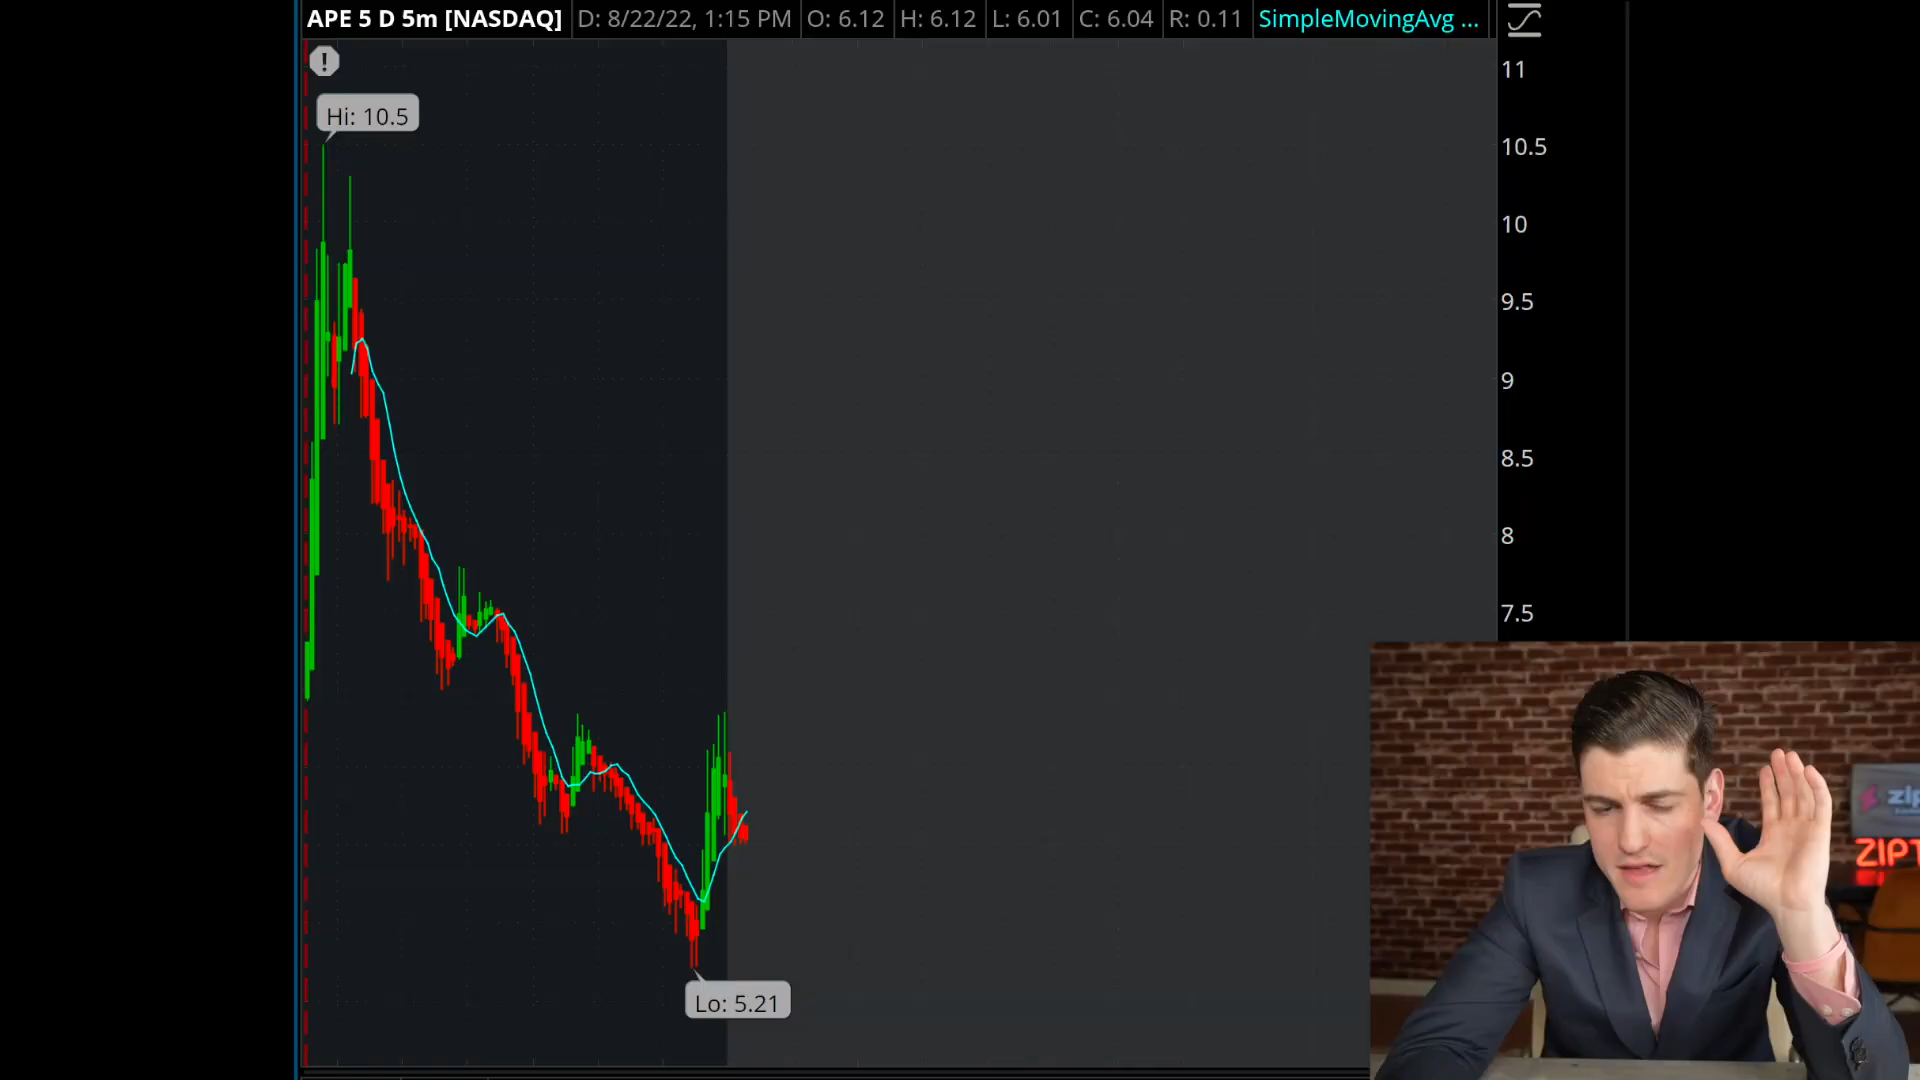 APE 5 D 5m [NASDAQ] D: 8/22/22, 1:15 PM O: 6.12 H: 6.12 L: 6.01 C: 6.04 R: 0.11 SimpleMovingAvg ...
11
Hi: 10.5
10.5
10
9.5
9
8.5
8
7.5
Lo: 5.21